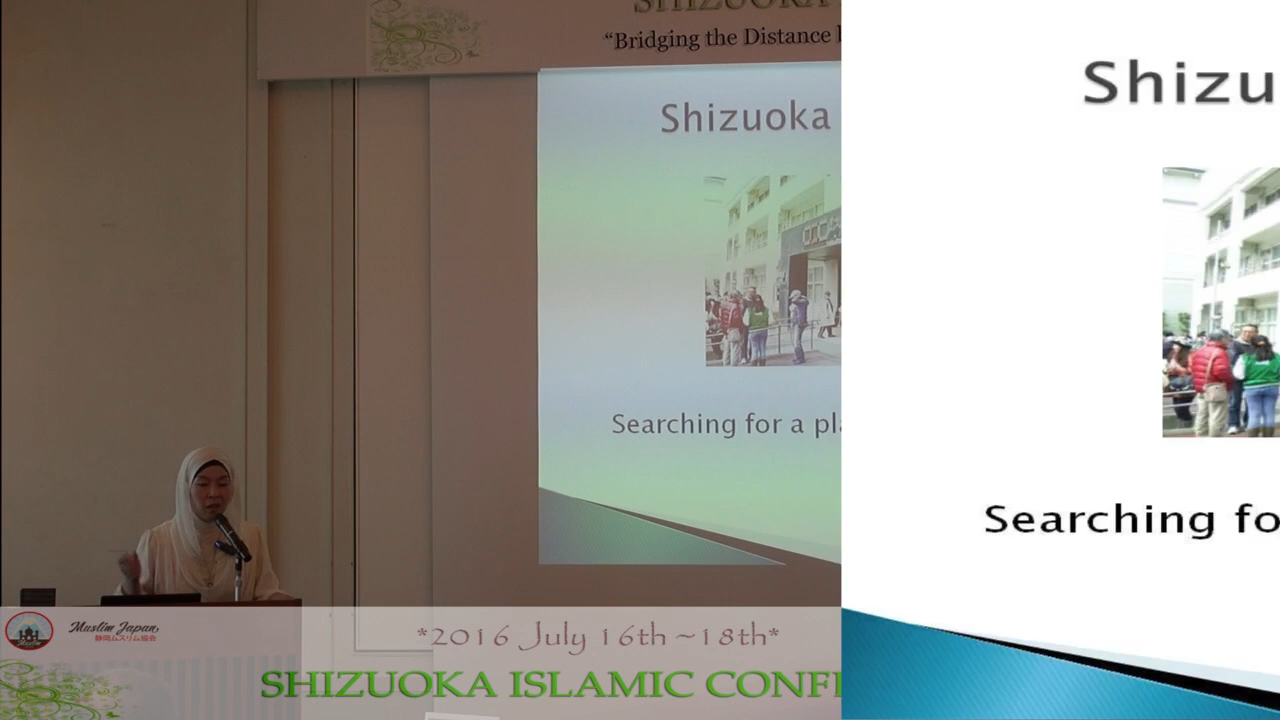 SHIZUOKA
“Bridging the Distance
Shizuoka
Searching for a pla
Shizu
Searching fo
Muslim Japan
静岡ムスリム協会
*2016 July 16th ~18th*
SHIZUOKA ISLAMIC CONF